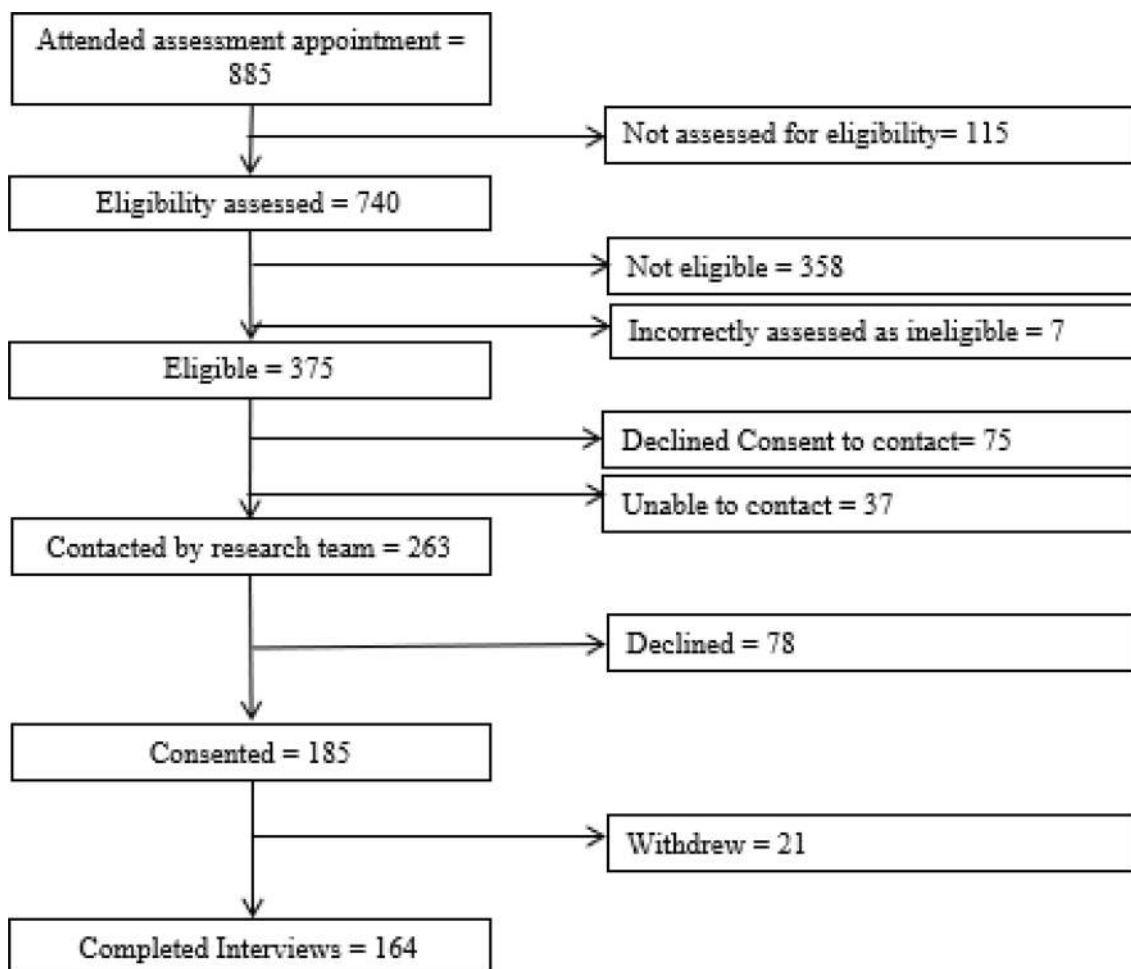 Attended assessment appointment =
885
Not assessed for eligibility= 115
Eligibility assessed = 740
Not eligible = 358
Incorrectly assessed as ineligible = 7
Eligible = 375
Declined Consent to contact= 75
Unable to contact = 37
Contacted by research team = 263
Declined = 78
Consented = 185
Withdrew = 21
Completed Interviews = 164